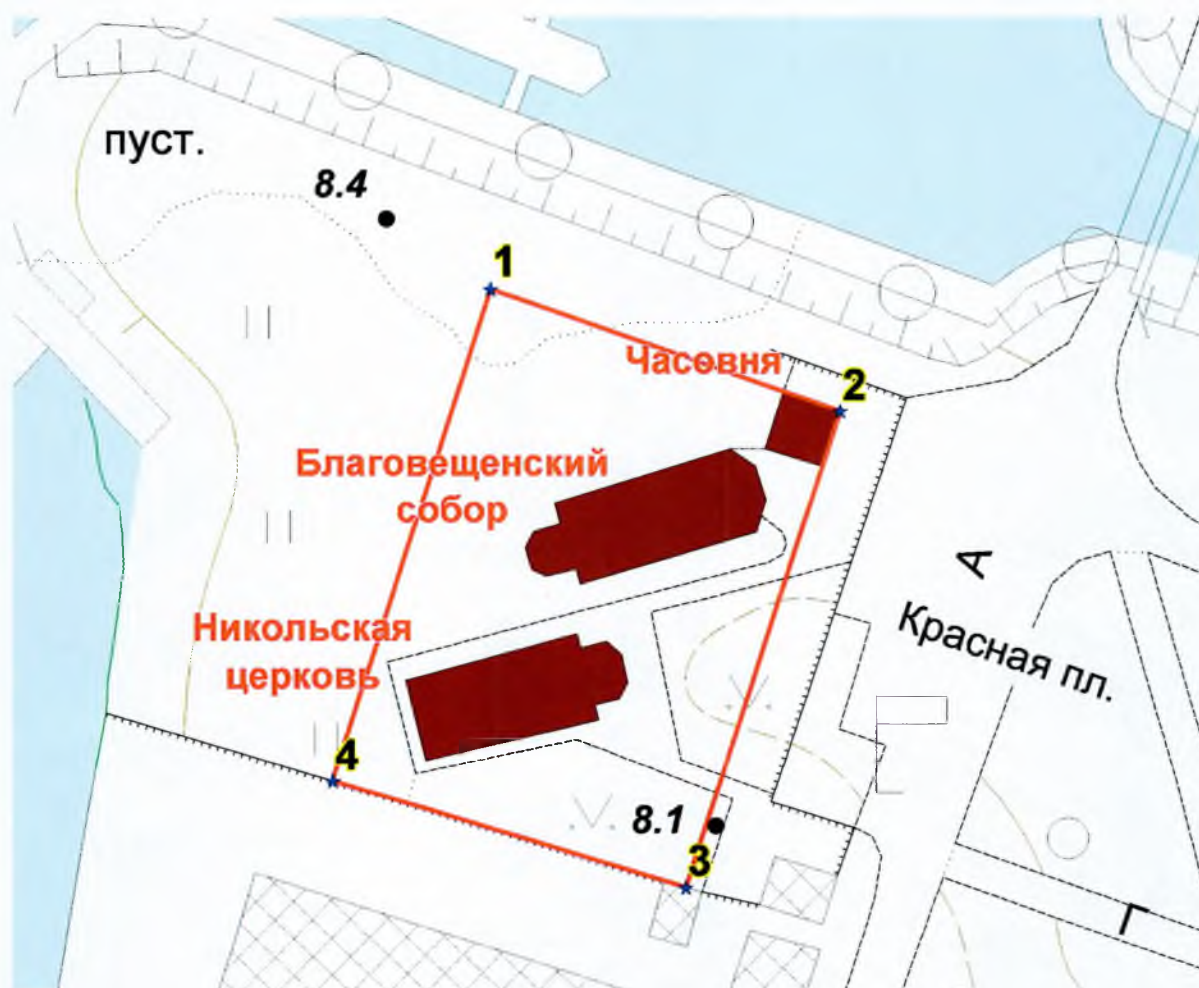 пуст.
8.4
1
Часовня
2
Благовещенский
собор
А
Красная пл.
Никольская
церковь
4
8.1
3
Г